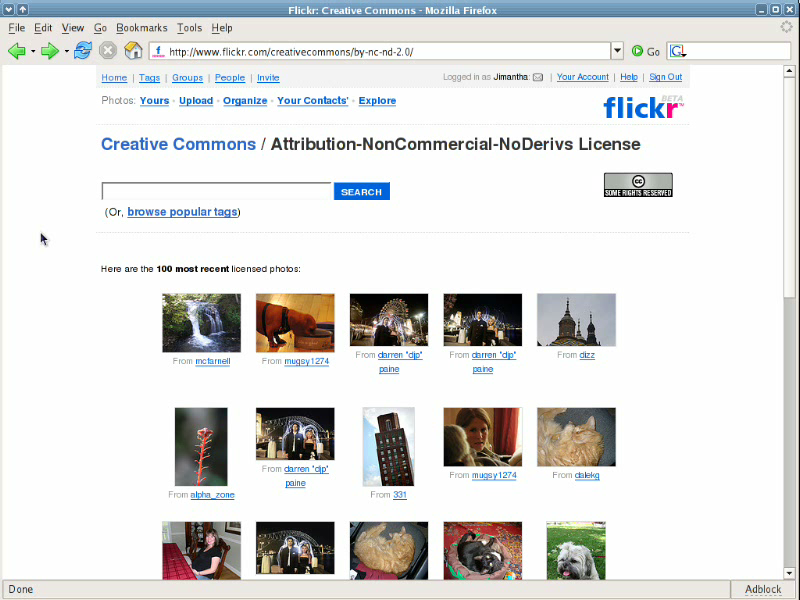 Flickr: Creative Commons - Mozilla Firefox
File Edit View Go Bookmarks Tools Help
http://www.flickr.com/creativecommons/by-nc-nd-2.0/ Go G
Home | Tags | Groups | People | Invite
Logged in as Jimantha: | Your Account | Help | Sign Out
Photos: Yours · Upload · Organize · Your Contacts' · Explore
flickr BETA TM
Creative Commons / Attribution-NonCommercial-NoDerivs License
SEARCH
cc
SOME RIGHTS RESERVED
(Or, browse popular tags)
Here are the 100 most recent licensed photos:
From mcfarnell
From mugsy1274
From darren "djp" paine
From darren "djp" paine
From dizz
From alpha_zone
From darren "djp" paine
From 331
From mugsy1274
From dalekg
Done
Adblock